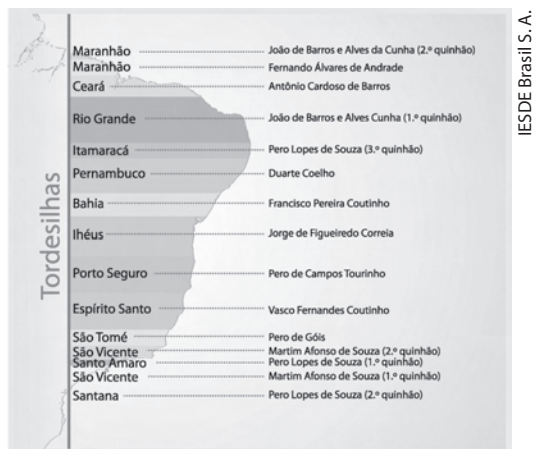 Maranhão João de Barros e Alves da Cunha (2.º quinhão)
Maranhão Fernando Álvares de Andrade
Ceará Antônio Cardoso de Barros
Rio Grande João de Barros e Alves Cunha (1.º quinhão)
Itamaracá Pero Lopes de Souza (3.º quinhão)
Pernambuco Duarte Coelho
Bahia Francisco Pereira Coutinho
Ihéus Jorge de Figueiredo Correia
Porto Seguro Pero de Campos Tourinho
Espírito Santo Vasco Fernandes Coutinho
São Tomé Pero de Góis
São Vicente Martim Afonso de Souza (2.º quinhão)
Santo Amaro Pero Lopes de Souza (1.º quinhão)
São Vicente Martim Afonso de Souza (1.º quinhão)
Santana Pero Lopes de Souza (2.º quinhão)
Tordesilhas
IESDE Brasil S. A.